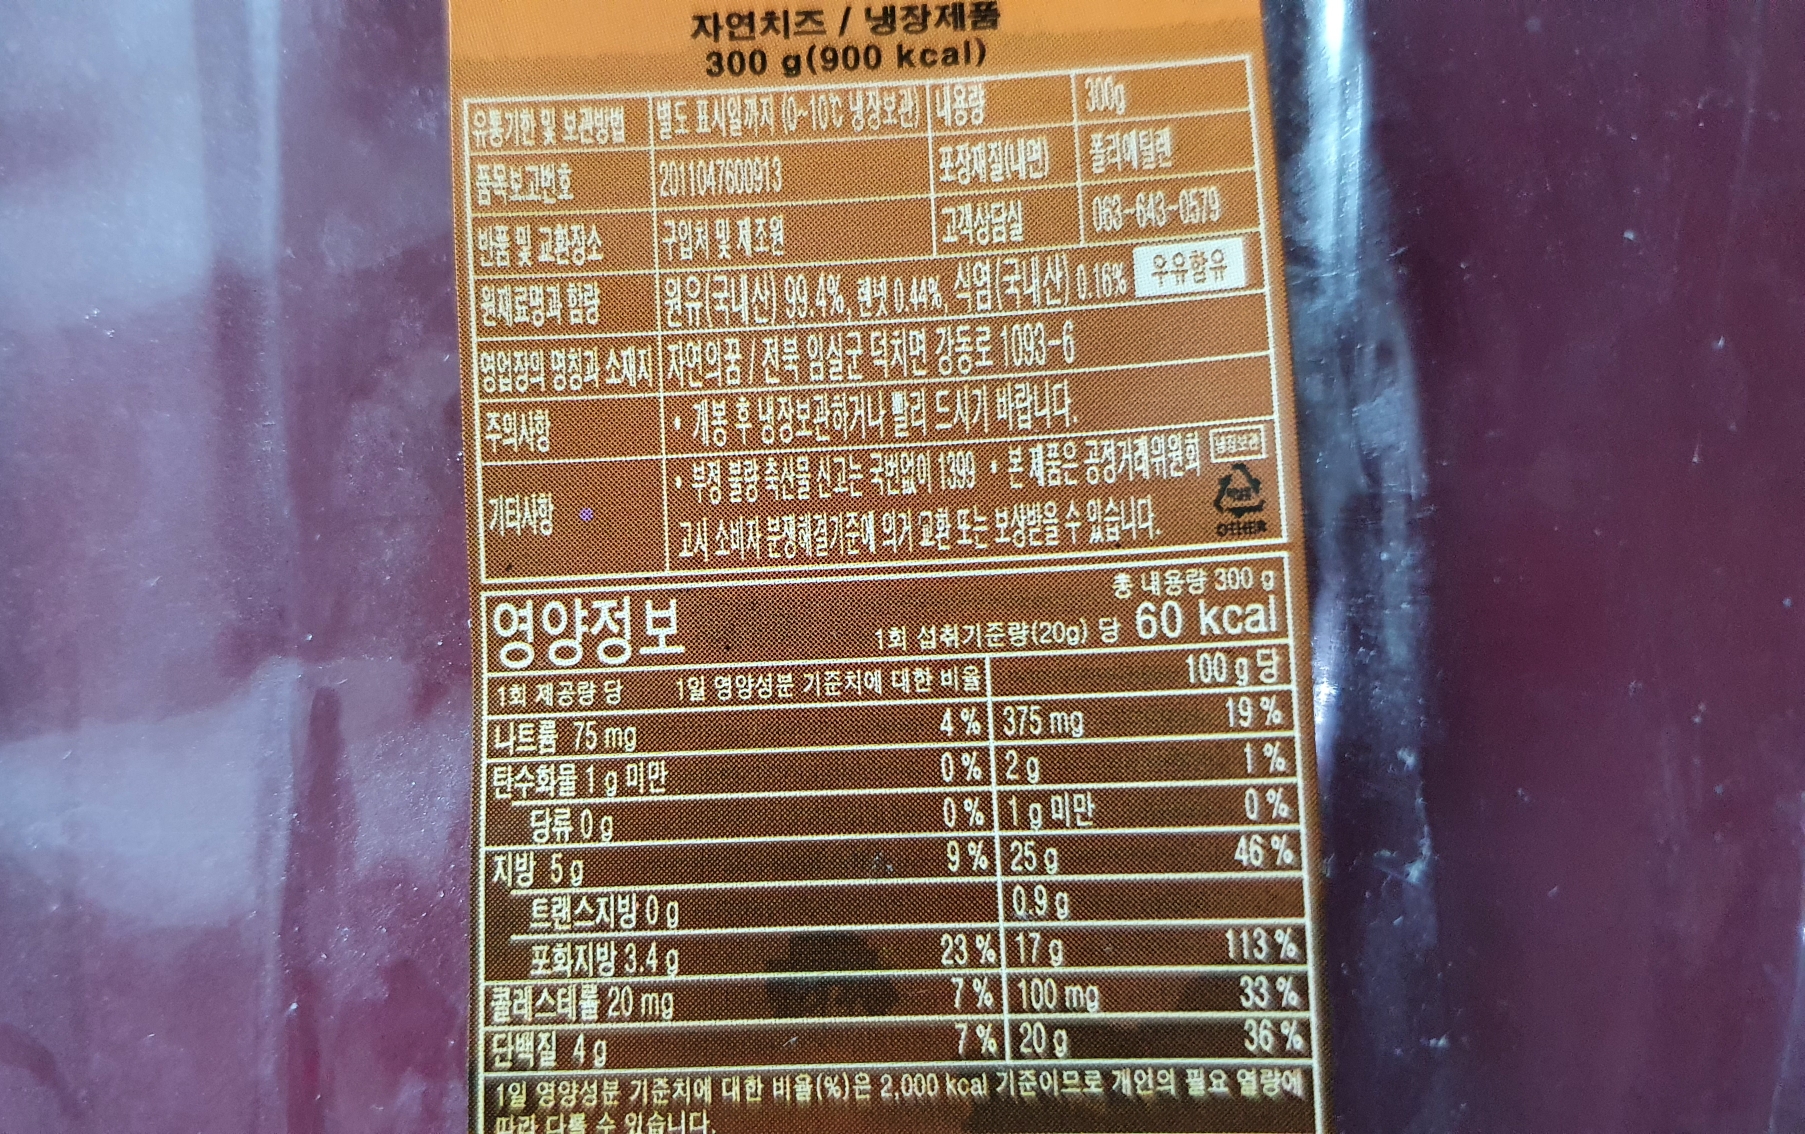 자연치즈 / 냉장제품
300 g(900 kcal)
유통기한 및 보관방법 별도 표시일까지 (0~10℃ 냉장보관) 내용량 300g
품목보고번호 2011047600913 포장재질(내면) 폴리에틸렌
반품 및 교환장소 구입처 및 제조원 고객상담실 063-643-0579
원재료명과 함량 원유(국내산) 99.4%, 렌넷 0.44%, 식염(국내산) 0.16% 우유함유
영업장의 명칭과 소재지 자연의꿈 / 전북 임실군 덕치면 강동로 1093-6
주의사항 • 개봉 후 냉장보관하거나 빨리 드시기 바랍니다.
기타사항 • 부정 불량 축산물 신고는 국번없이 1399 • 본 제품은 공정거래위원회 냉장보관
고시 소비자 분쟁해결기준에 의거 교환 또는 보상받을 수 있습니다. OTHER
영양정보 총 내용량 300 g
1회 섭취기준량(20g) 당 60 kcal
1회 제공량 당 1일 영양성분 기준치에 대한 비율 100 g 당
나트륨 75 mg 4 % 375 mg 19 %
탄수화물 1 g 미만 0 % 2 g 1 %
당류 0 g 0 % 1 g 미만 0 %
지방 5 g 9 % 25 g 46 %
트랜스지방 0 g 0.9 g
포화지방 3.4 g 23 % 17 g 113 %
콜레스테롤 20 mg 7 % 100 mg 33 %
단백질 4 g 7 % 20 g 36 %
1일 영양성분 기준치에 대한 비율(%)은 2,000 kcal 기준이므로 개인의 필요 열량에
따라 다를 수 있습니다.